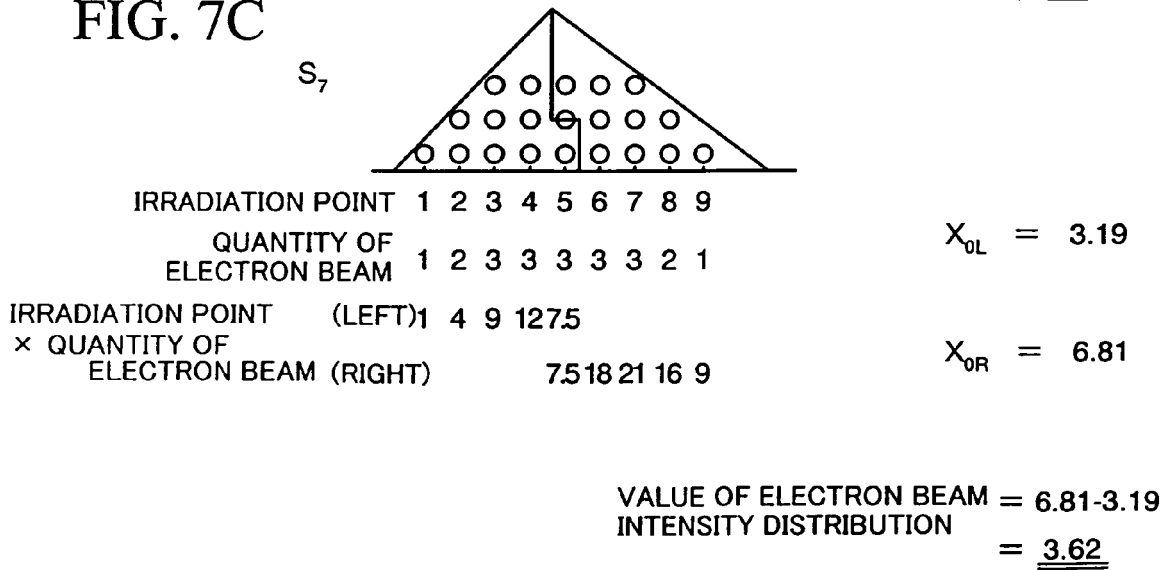 FIG. 7C
S7
IRRADIATION POINT 1 2 3 4 5 6 7 8 9
QUANTITY OF
ELECTRON BEAM 1 2 3 3 3 3 3 2 1
X0L = 3.19
IRRADIATION POINT (LEFT) 1 4 9 12 7.5
× QUANTITY OF
ELECTRON BEAM (RIGHT) 7.5 18 21 16 9
X0R = 6.81
VALUE OF ELECTRON BEAM = 6.81-3.19
INTENSITY DISTRIBUTION
= 3.62